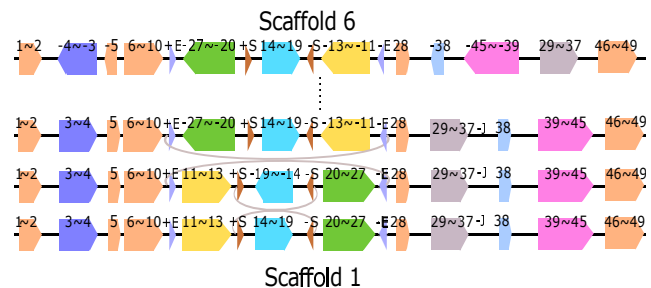 Scaffold 6
1~2 -4~-3 -5 6~10 +E -27~-20 +S 14~19 -S -13~-11 -E 28 -38 -45~-39 29~37 46~49
1~2 3~4 5 6~10 +E -27~-20 +S 14~19 -S -13~-11 -E 28 29~37 -J 38 39~45 46~49
1~2 3~4 5 6~10 +E 11~13 +S -19~-14 -S 20~27 -E 28 29~37 -J 38 39~45 46~49
1~2 3~4 5 6~10 +E 11~13 +S 14~19 -S 20~27 -E 28 29~37 -J 38 39~45 46~49
Scaffold 1